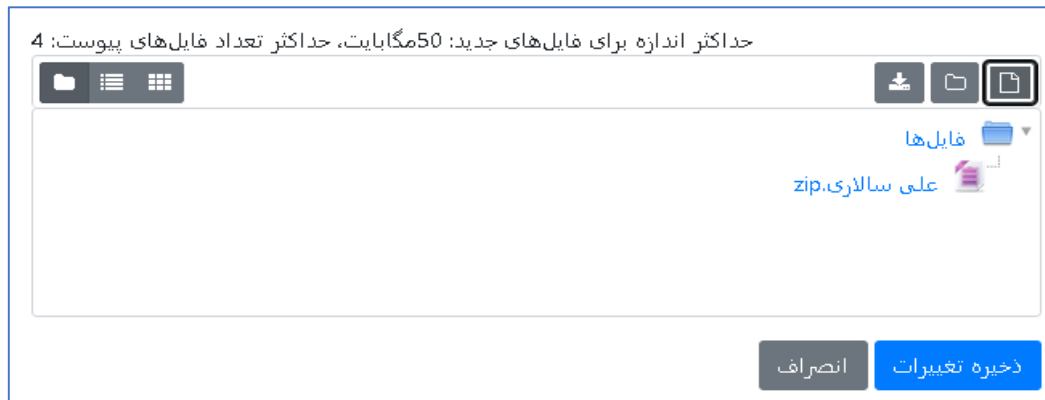 حداکثر اندازه برای فایل‌های جدید: 50مگابایت، حداکثر تعداد فایل‌های پیوست: 4
فایل‌ها
علی سالاری.zip
ذخیره تغییرات
انصراف